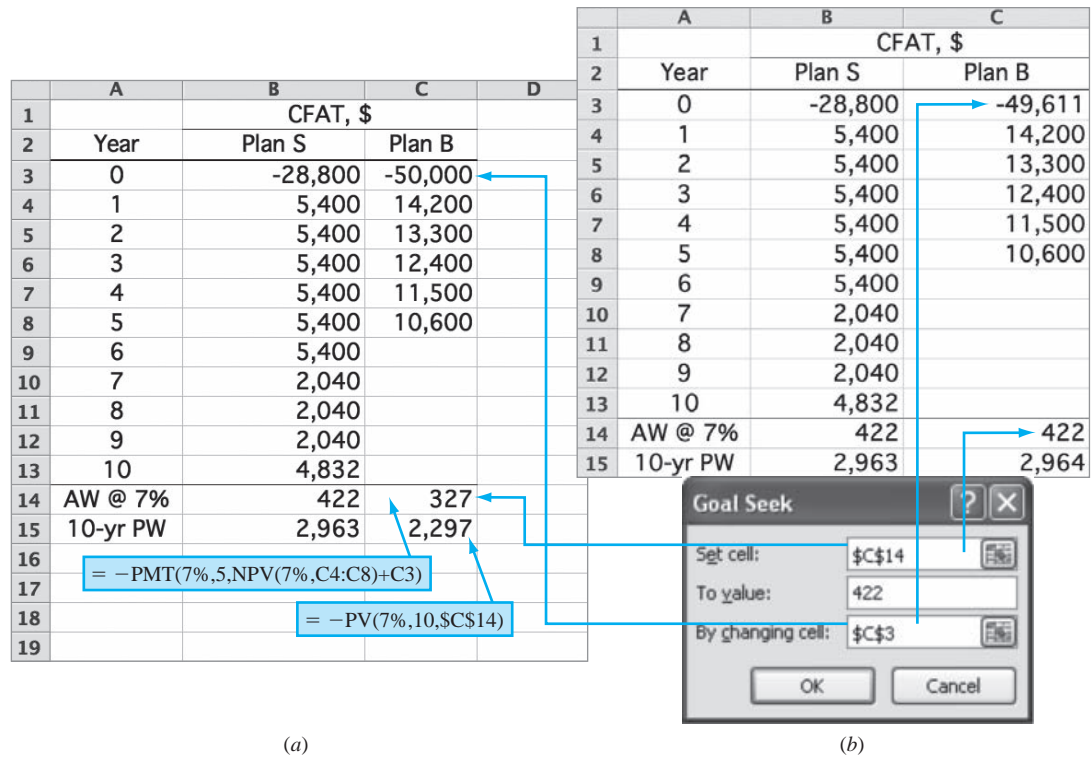 A B C D
1 CFAT, $
2 Year Plan S Plan B
3 0 -28,800 -50,000
4 1 5,400 14,200
5 2 5,400 13,300
6 3 5,400 12,400
7 4 5,400 11,500
8 5 5,400 10,600
9 6 5,400
10 7 2,040
11 8 2,040
12 9 2,040
13 10 4,832
14 AW @ 7% 422 327
15 10-yr PW 2,963 2,297
16
17
18
19
= −PMT(7%,5,NPV(7%,C4:C8)+C3)
= −PV(7%,10,$C$14)
(a)
A B C
1 CFAT, $
2 Year Plan S Plan B
3 0 -28,800 -49,611
4 1 5,400 14,200
5 2 5,400 13,300
6 3 5,400 12,400
7 4 5,400 11,500
8 5 5,400 10,600
9 6 5,400
10 7 2,040
11 8 2,040
12 9 2,040
13 10 4,832
14 AW @ 7% 422 422
15 10-yr PW 2,963 2,964
Goal Seek ? X
Set cell: $C$14
To value: 422
By changing cell: $C$3
OK Cancel
(b)